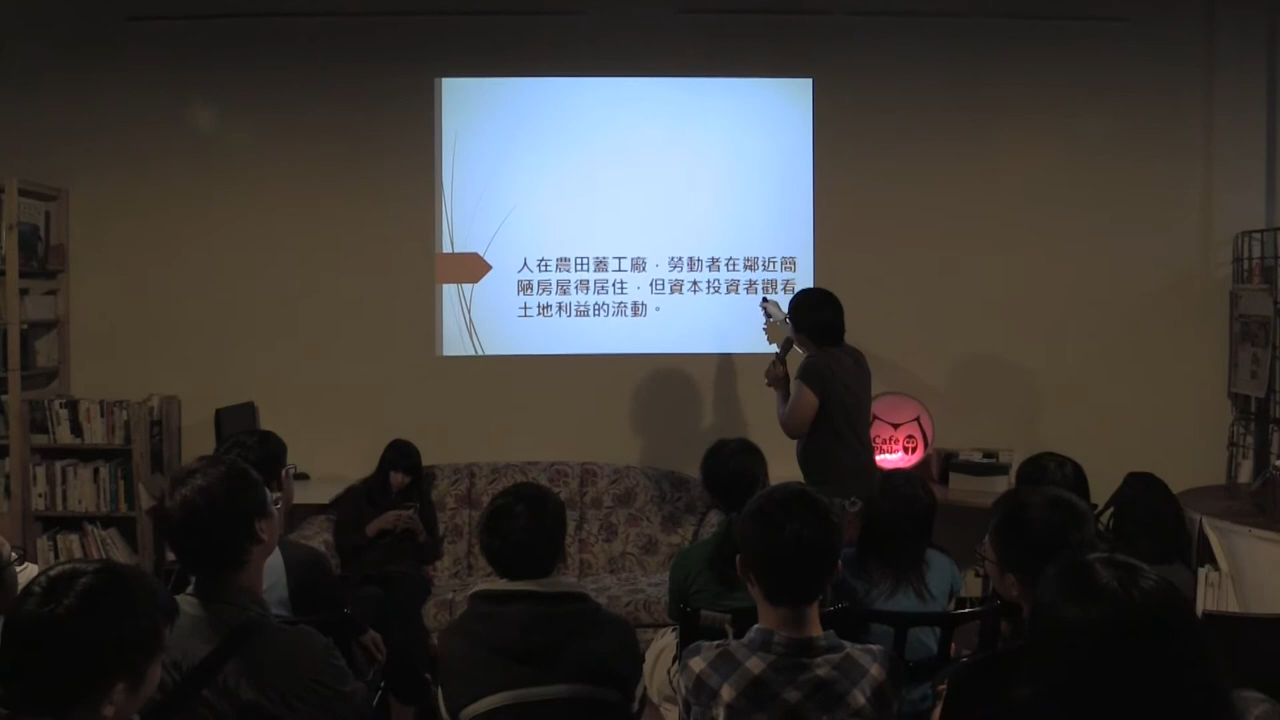 人在農田蓋工廠，勞動者在鄰近簡
陋房屋得居住，但資本投資者觀看
土地利益的流動。
Café
Philo